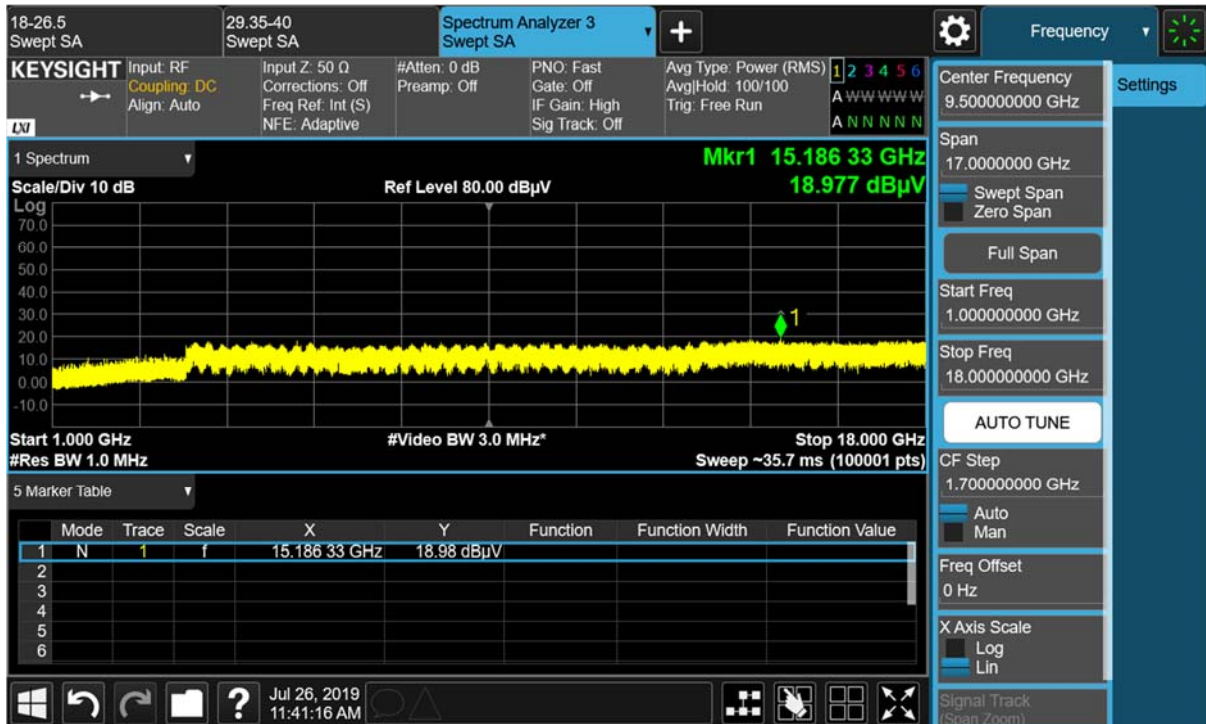 18-26.5
Swept SA
29.35-40
Swept SA
Spectrum Analyzer 3
Swept SA
Frequency
KEYSIGHT
LXI
Input: RF
Coupling: DC
Align: Auto
Input Z: 50 Ω
Corrections: Off
Freq Ref: Int (S)
NFE: Adaptive
#Atten: 0 dB
Preamp: Off
PNO: Fast
Gate: Off
IF Gain: High
Sig Track: Off
Avg Type: Power (RMS)
Avg|Hold: 100/100
Trig: Free Run
1 2 3 4 5 6
A W W W W W
A N N N N N
1 Spectrum
Scale/Div 10 dB
Ref Level 80.00 dBµV
Mkr1 15.186 33 GHz
18.977 dBµV
Log
70.0
60.0
50.0
40.0
30.0
20.0
10.0
0.00
-10.0
1
Start 1.000 GHz
#Video BW 3.0 MHz*
Stop 18.000 GHz
#Res BW 1.0 MHz
Sweep ~35.7 ms (100001 pts)
5 Marker Table
Mode Trace Scale X Y Function Function Width Function Value
1 N 1 f 15.186 33 GHz 18.98 dBµV
2
3
4
5
6
?
Jul 26, 2019
11:41:16 AM
Center Frequency
9.500000000 GHz
Span
17.0000000 GHz
Swept Span
Zero Span
Full Span
Start Freq
1.000000000 GHz
Stop Freq
18.000000000 GHz
AUTO TUNE
CF Step
1.700000000 GHz
Auto
Man
Freq Offset
0 Hz
X Axis Scale
Log
Lin
Signal Track
(Span Zoom)
Settings